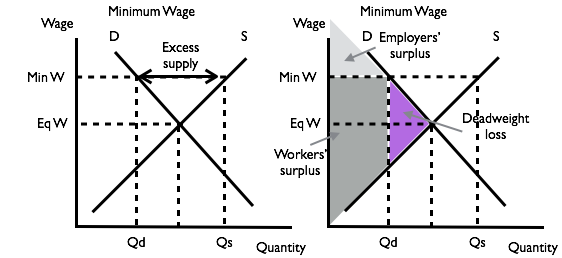 Minimum Wage
Wage
D
S
Excess
supply
Min W
Eq W
Qd
Qs
Quantity
Minimum Wage
Wage
D
Employers'
surplus
S
Min W
Eq W
Deadweight
loss
Workers'
surplus
Qd
Qs
Quantity